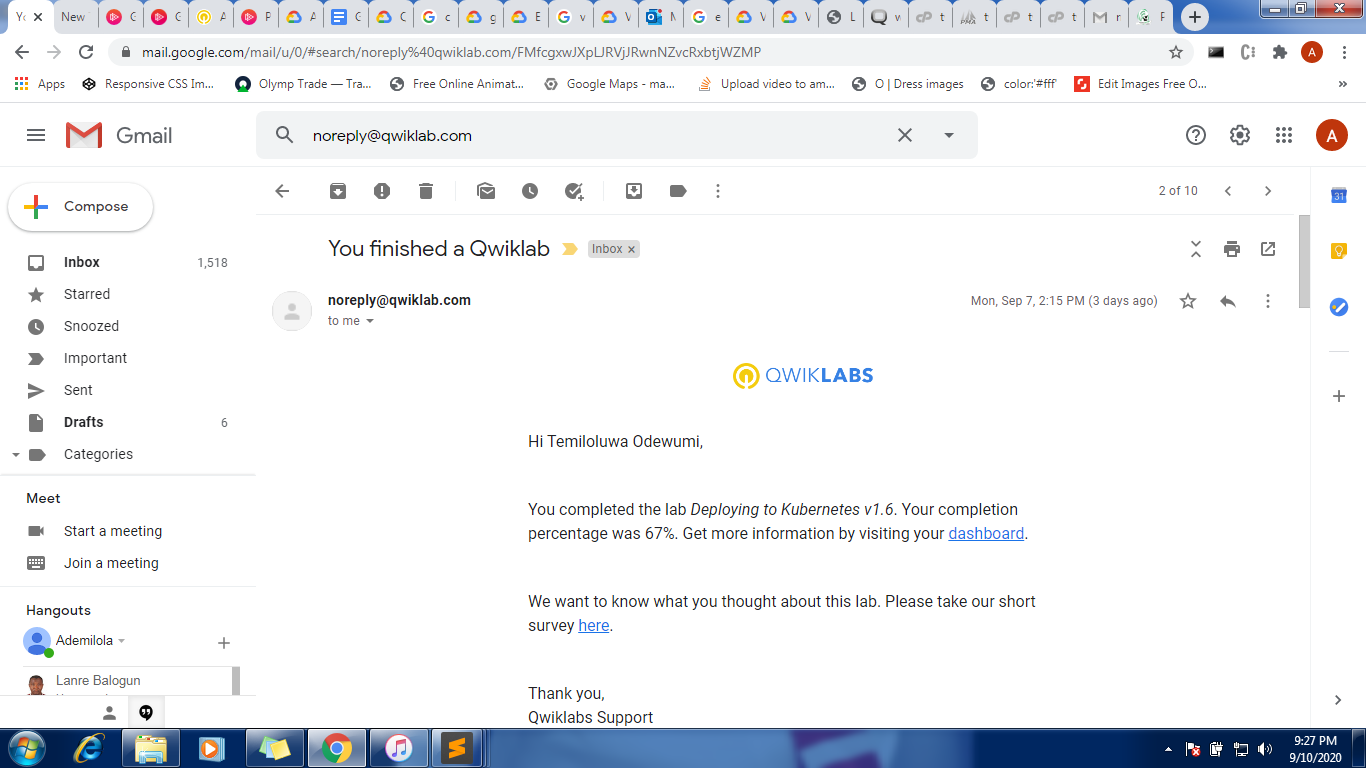 Yo
New
G
G
A
P
A
G
C
c
g
E
v
V
M
e
V
V
L
w
t
t
t
t
n
F
mail.google.com/mail/u/0/#search/noreply%40qwiklab.com/FMfcgxwJXpLJRVjJRwnNZvcRxbtjWZMP
A
Apps
Responsive CSS Im...
Olymp Trade — Tra...
Free Online Animat...
Google Maps - ma...
Upload video to am...
O | Dress images
color:'#fff'
Edit Images Free O...
»
Gmail
noreply@qwiklab.com
A
Compose
2 of 10
31
You finished a Qwiklab
Inbox ×
Inbox 1,518
Starred
Snoozed
Important
Sent
Drafts 6
Categories
noreply@qwiklab.com
Mon, Sep 7, 2:15 PM (3 days ago)
to me
QWIKLABS
Hi Temiloluwa Odewumi,
You completed the lab Deploying to Kubernetes v1.6. Your completion
percentage was 67%. Get more information by visiting your dashboard.
We want to know what you thought about this lab. Please take our short
survey here.
Thank you,
Qwiklabs Support
Meet
Start a meeting
Join a meeting
Hangouts
Ademilola
Lanre Balogun
9:27 PM
9/10/2020